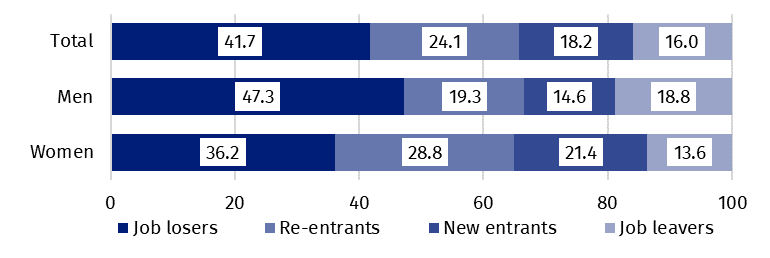 Total 41.7 24.1 18.2 16.0
Men 47.3 19.3 14.6 18.8
Women 36.2 28.8 21.4 13.6
0 20 40 60 80 100
Job losers Re-entrants New entrants Job leavers